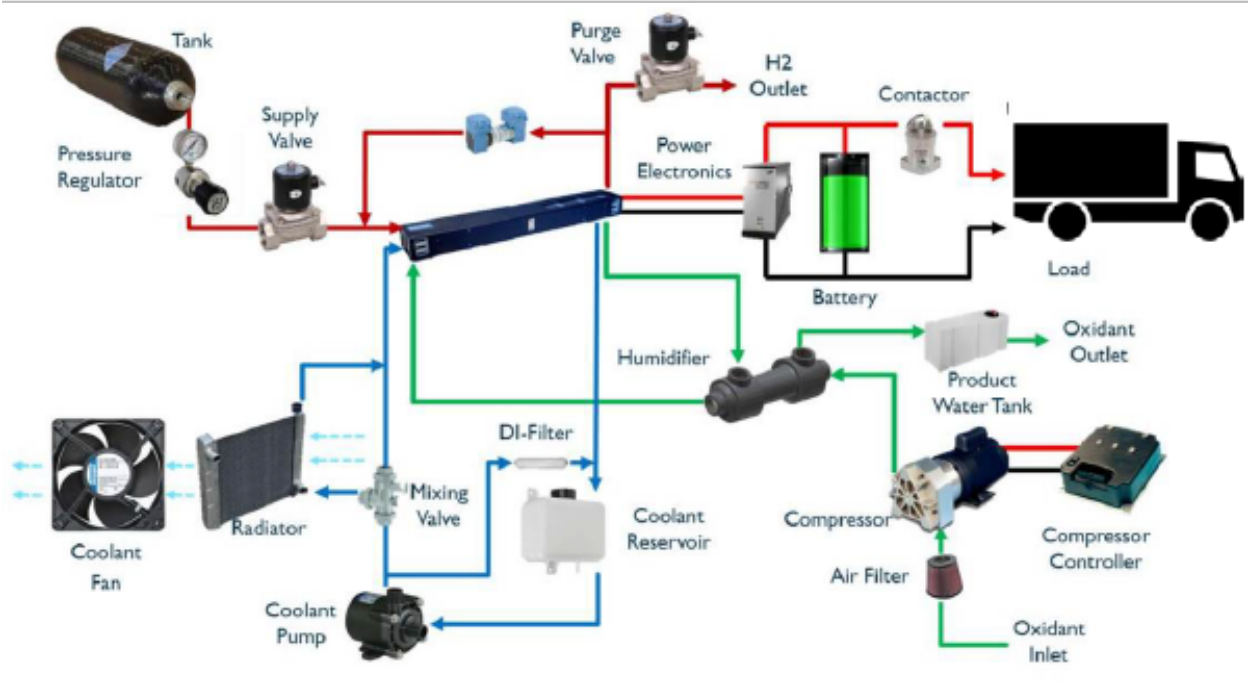 Tank
Purge
Valve
H2
Outlet
Contactor
Supply
Valve
Pressure
Regulator
Power
Electronics
Load
Battery
Humidifier
Oxidant
Outlet
Product
Water Tank
DI-Filter
Mixing
Valve
Radiator
Coolant
Reservoir
Compressor
Compressor
Controller
Coolant
Fan
Air Filter
Coolant
Pump
Oxidant
Inlet